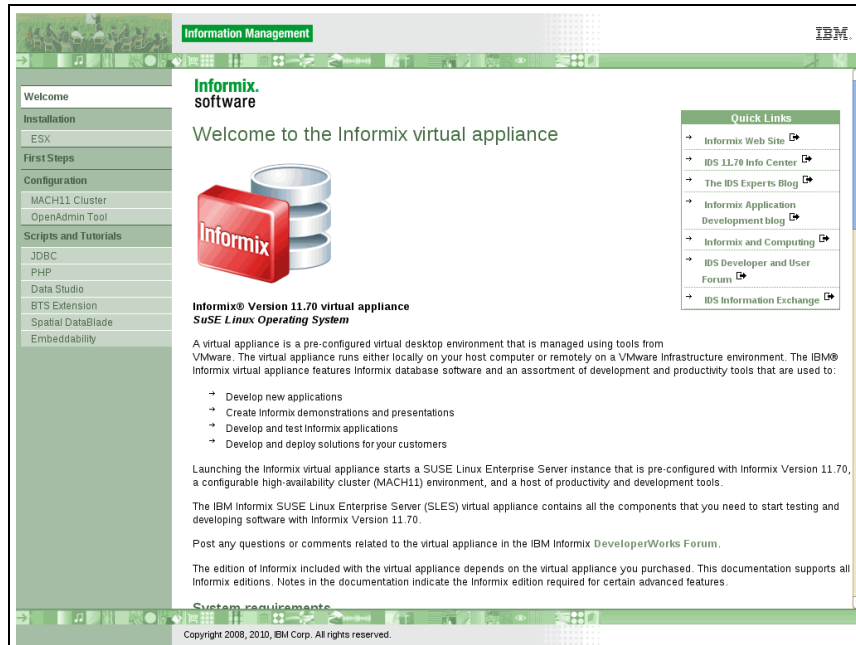 Information Management
IBM.
Welcome
Installation
ESX
First Steps
Configuration
MACH11 Cluster
OpenAdmin Tool
Scripts and Tutorials
JDBC
PHP
Data Studio
BTS Extension
Spatial DataBlade
Embeddability
Informix.
software
Welcome to the Informix virtual appliance
Informix
Quick Links
Informix Web Site
IDS 11.70 Info Center
The IDS Experts Blog
Informix Application
Development blog
Informix and Computing
IDS Developer and User
Forum
IDS Information Exchange
Informix® Version 11.70 virtual appliance
SuSE Linux Operating System
A virtual appliance is a pre-configured virtual desktop environment that is managed using tools from
VMware. The virtual appliance runs either locally on your host computer or remotely on a VMware Infrastructure environment. The IBM®
Informix virtual appliance features Informix database software and an assortment of development and productivity tools that are used to:
Develop new applications
Create Informix demonstrations and presentations
Develop and test Informix applications
Develop and deploy solutions for your customers
Launching the Informix virtual appliance starts a SUSE Linux Enterprise Server instance that is pre-configured with Informix Version 11.70,
a configurable high-availability cluster (MACH11) environment, and a host of productivity and development tools.
The IBM Informix SUSE Linux Enterprise Server (SLES) virtual appliance contains all the components that you need to start testing and
developing software with Informix Version 11.70.
Post any questions or comments related to the virtual appliance in the IBM Informix DeveloperWorks Forum.
The edition of Informix included with the virtual appliance depends on the virtual appliance you purchased. This documentation supports all
Informix editions. Notes in the documentation indicate the Informix edition required for certain advanced features.
System requirements
Copyright 2008, 2010, IBM Corp. All rights reserved.